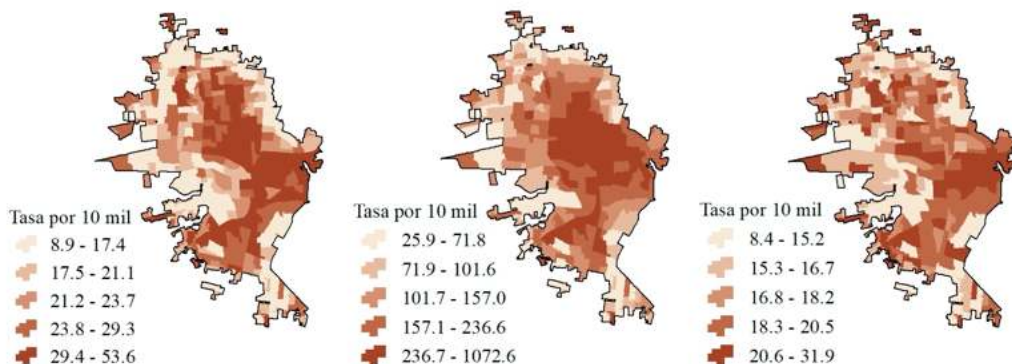 Tasa por 10 mil
8.9 - 17.4
17.5 - 21.1
21.2 - 23.7
23.8 - 29.3
29.4 - 53.6
Tasa por 10 mil
25.9 - 71.8
71.9 - 101.6
101.7 - 157.0
157.1 - 236.6
236.7 - 1072.6
Tasa por 10 mil
8.4 - 15.2
15.3 - 16.7
16.8 - 18.2
18.3 - 20.5
20.6 - 31.9